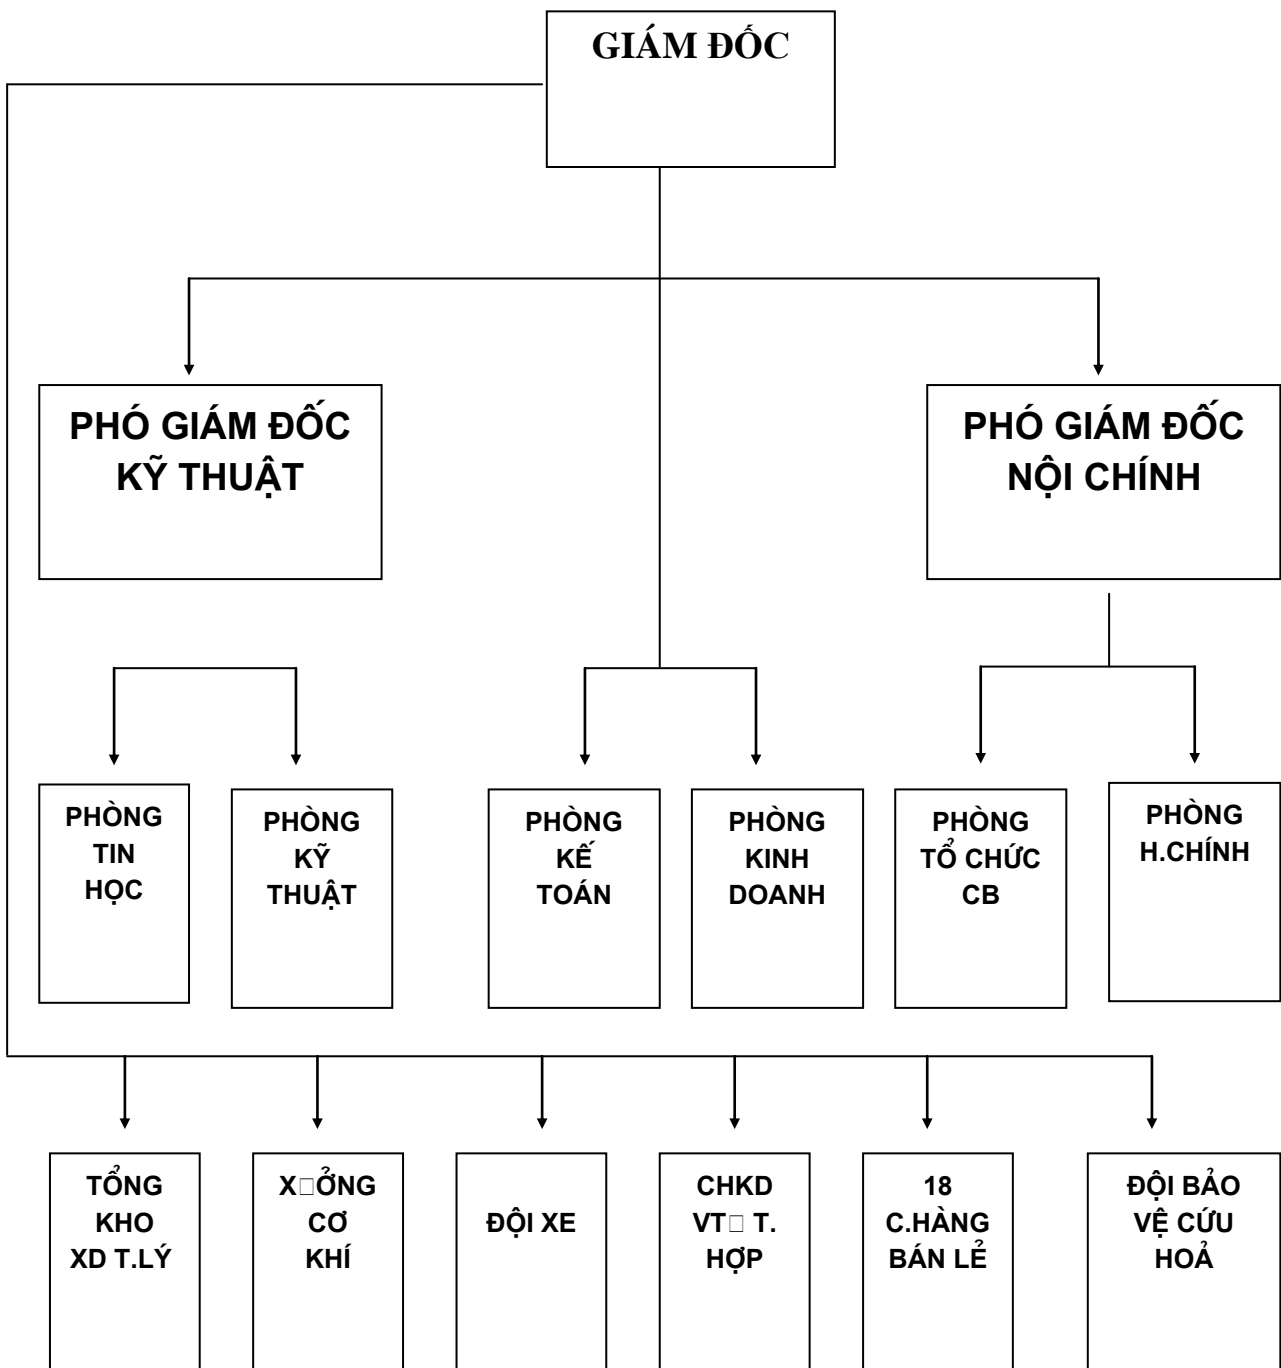 GIÁM ĐỐC
PHÓ GIÁM ĐỐC
KỸ THUẬT
PHÓ GIÁM ĐỐC
NỘI CHÍNH
PHÒNG
TIN
HỌC
PHÒNG
KỸ
THUẬT
PHÒNG
KẾ
TOÁN
PHÒNG
KINH
DOANH
PHÒNG
TỔ CHỨC
CB
PHÒNG
H.CHÍNH
TỔNG
KHO
XD T.LÝ
X□ỞNG
CƠ
KHÍ
ĐỘI XE
CHKD
VT□ T.
HỢP
18
C.HÀNG
BÁN LẺ
ĐỘI BẢO
VỆ CỨU
HOẢ